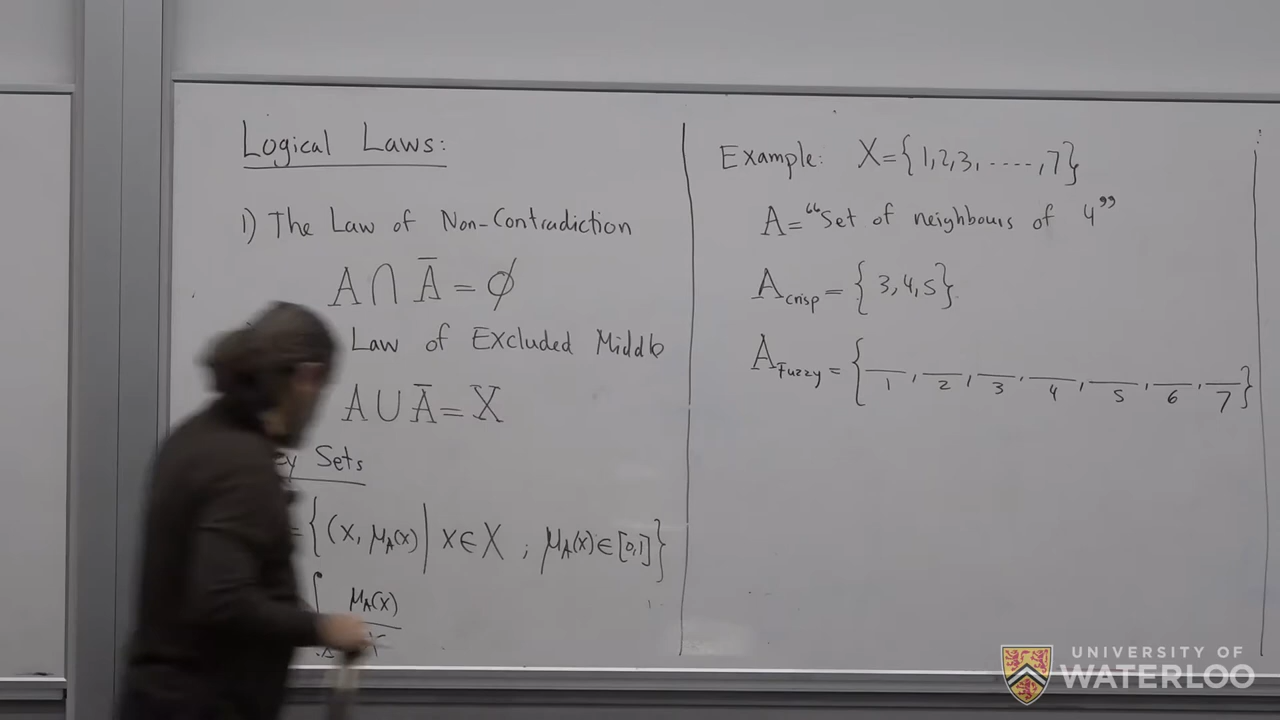 Logical Laws:
1) The Law of Non-Contradiction
A ∩ Ā = ϕ
Law of Excluded Middle
A ∪ Ā = X
Sets
= {(x, μA(x) | x ∈ X ; μA(x) ∈ [0,1]}
∫ μA(x)
Example: X = {1,2,3, ....., 7}
A = “Set of neighbours of 4”
A crisp = {3,4,5}
A Fuzzy = { __/1, __/2, __/3, __/4, __/5, __/6, __/7 }
UNIVERSITY OF
WATERLOO